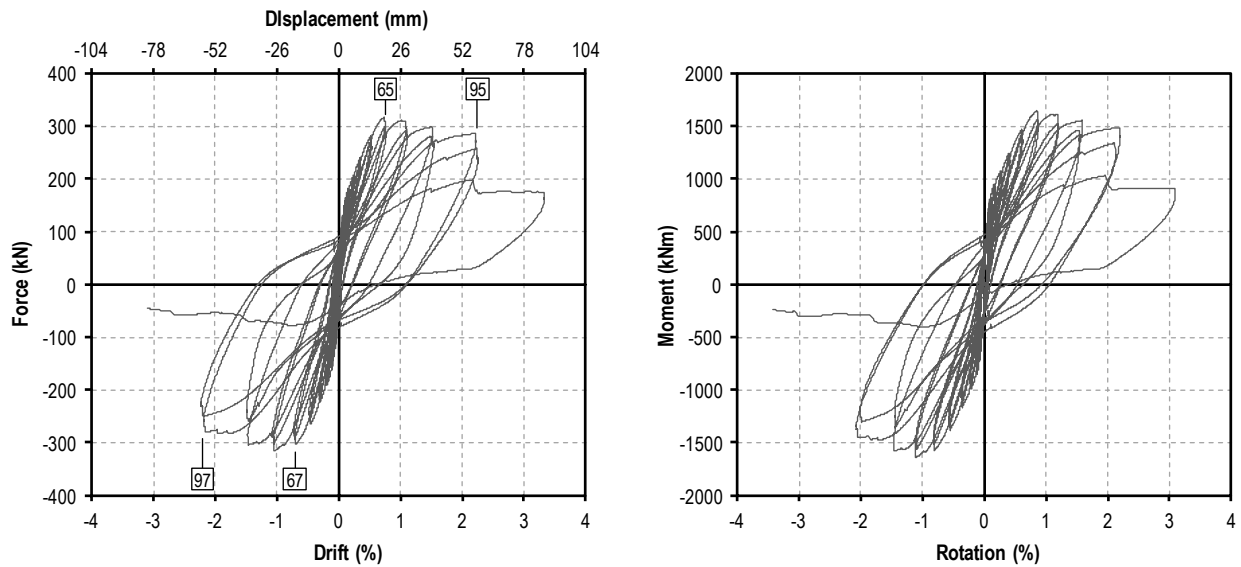 DIsplacement (mm)
-104 -78 -52 -26 0 26 52 78 104
400
300
200
100
0
-100
-200
-300
-400
Force (kN)
65
95
97
67
-4 -3 -2 -1 0 1 2 3 4
Drift (%)
2000
1500
1000
500
0
-500
-1000
-1500
-2000
Moment (kNm)
-4 -3 -2 -1 0 1 2 3 4
Rotation (%)